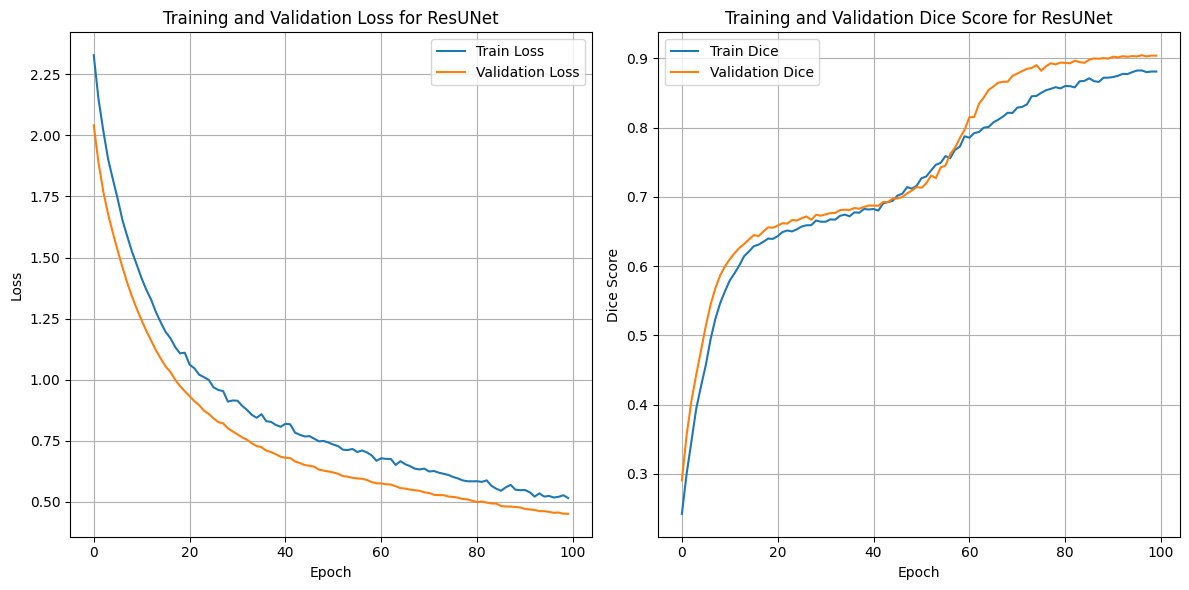 Training and Validation Loss for ResUNet
Train Loss
Validation Loss
2.25
2.00
1.75
1.50
1.25
1.00
0.75
0.50
Loss
0 20 40 60 80 100
Epoch
Training and Validation Dice Score for ResUNet
Train Dice
Validation Dice
0.9
0.8
0.7
0.6
0.5
0.4
0.3
Dice Score
0 20 40 60 80 100
Epoch